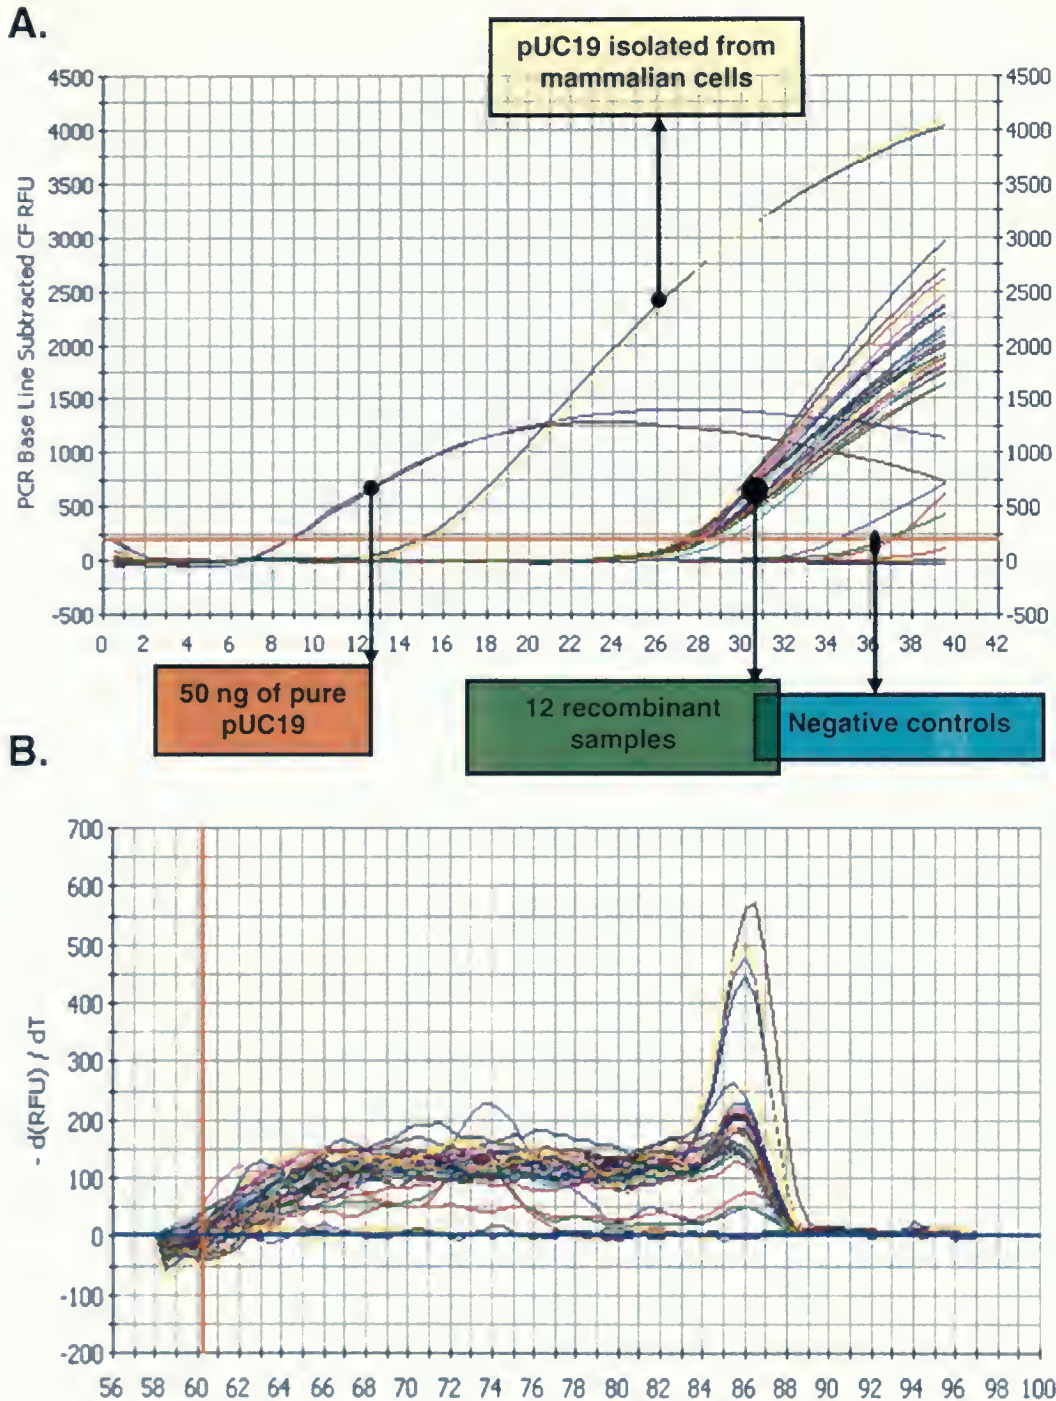 A.
pUC19 isolated from
mammalian cells
4500
4000
3500
3000
2500
2000
1500
1000
500
0
-500
PCR Base Line Subtracted CF RFU
4500
4000
3500
3000
2500
2000
1500
1000
500
0
-500
0 2 4 6 8 10 12 14 16 18 20 22 24 26 28 30 32 34 36 38 40 42
50 ng of pure
pUC19
12 recombinant
samples
Negative controls
B.
700
600
500
400
300
200
100
0
-100
-200
- d(RFU) / dT
56 58 60 62 64 66 68 70 72 74 76 78 80 82 84 86 88 90 92 94 96 98 100